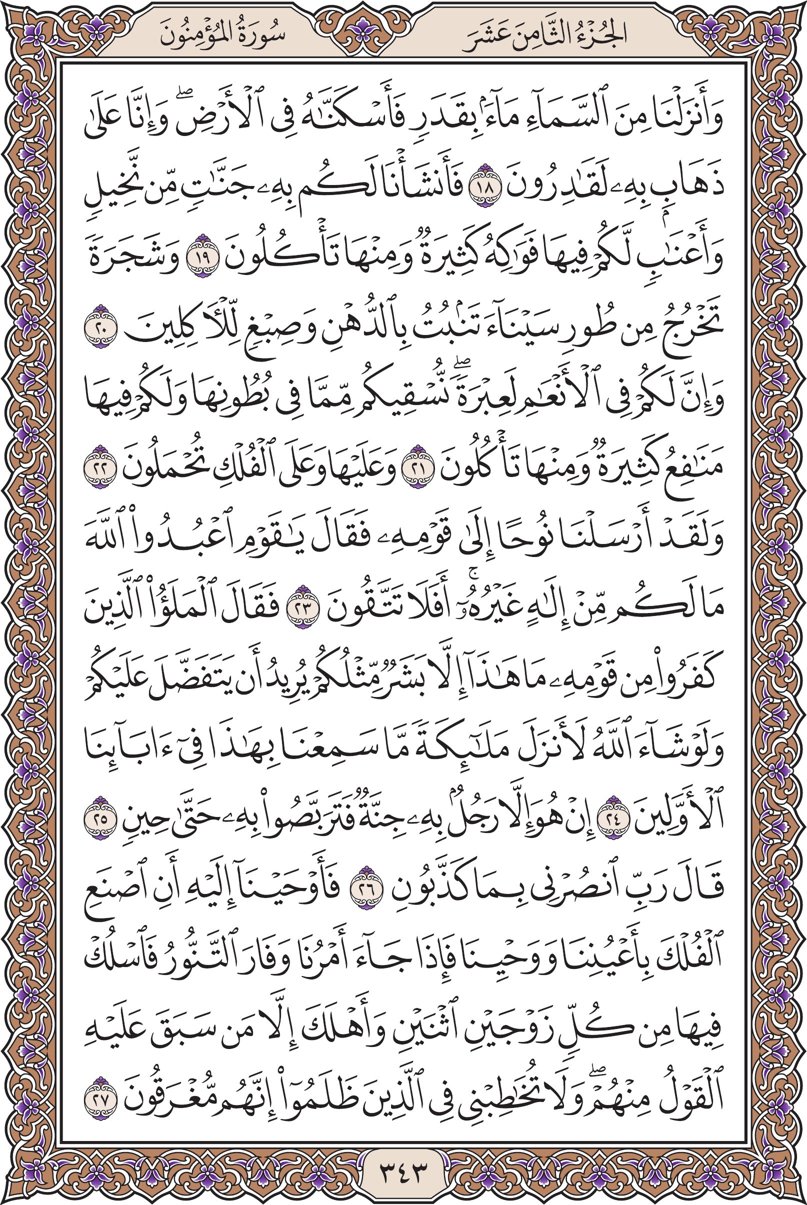 الجُزْءُ الثَّامِنَ عَشَرَ
سُورَةُ المُؤْمِنُونَ
وَأَنزَلْنَا مِنَ ٱلسَّمَآءِ مَآءَۢ بِقَدَرٖ فَأَسْكَنَّٰهُ فِي ٱلْأَرْضِۖ وَإِنَّا عَلَىٰ
ذَهَابِۢ بِهِۦ لَقَٰدِرُونَ ١٨ فَأَنشَأْنَا لَكُم بِهِۦ جَنَّٰتٖ مِّن نَّخِيلٖ
وَأَعْنَٰبٖ لَّكُمْ فِيهَا فَوَٰكِهُ كَثِيرَةٞ وَمِنْهَا تَأْكُلُونَ ١٩ وَشَجَرَةٗ
تَخْرُجُ مِن طُورِ سَيْنَآءَ تَنۢبُتُ بِٱلدُّهْنِ وَصِبْغٖ لِّلْأٓكِلِينَ ٢٠
وَإِنَّ لَكُمْ فِي ٱلْأَنْعَٰمِ لَعِبْرَةٗۖ نُّسْقِيكُم مِّمَّا فِي بُطُونِهَا وَلَكُمْ فِيهَا
مَنَٰفِعُ كَثِيرَةٞ وَمِنْهَا تَأْكُلُونَ ٢١ وَعَلَيْهَا وَعَلَى ٱلْفُلْكِ تُحْمَلُونَ ٢٢
وَلَقَدْ أَرْسَلْنَا نُوحًا إِلَىٰ قَوْمِهِۦ فَقَالَ يَٰقَوْمِ ٱعْبُدُواْ ٱللَّهَ
مَا لَكُم مِّنْ إِلَٰهٍ غَيْرُهُۥٓۚ أَفَلَا تَتَّقُونَ ٢٣ فَقَالَ ٱلْمَلَؤُاْ ٱلَّذِينَ
كَفَرُواْ مِن قَوْمِهِۦ مَا هَٰذَآ إِلَّا بَشَرٞ مِّثْلُكُمْ يُرِيدُ أَن يَتَفَضَّلَ عَلَيْكُمْ
وَلَوْ شَآءَ ٱللَّهُ لَأَنزَلَ مَلَٰٓئِكَةٗ مَّا سَمِعْنَا بِهَٰذَا فِيٓ ءَابَآئِنَا
ٱلْأَوَّلِينَ ٢٤ إِنْ هُوَ إِلَّا رَجُلُۢ بِهِۦ جِنَّةٞ فَتَرَبَّصُواْ بِهِۦ حَتَّىٰ حِينٖ ٢٥
قَالَ رَبِّ ٱنصُرْنِي بِمَا كَذَّبُونِ ٢٦ فَأَوْحَيْنَآ إِلَيْهِ أَنِ ٱصْنَعِ
ٱلْفُلْكَ بِأَعْيُنِنَا وَوَحْيِنَا فَإِذَا جَآءَ أَمْرُنَا وَفَارَ ٱلتَّنُّورُ فَٱسْلُكْ
فِيهَا مِن كُلّٖ زَوْجَيْنِ ٱثْنَيْنِ وَأَهْلَكَ إِلَّا مَن سَبَقَ عَلَيْهِ
ٱلْقَوْلُ مِنْهُمْۖ وَلَا تُخَٰطِبْنِي فِي ٱلَّذِينَ ظَلَمُوٓاْ إِنَّهُم مُّغْرَقُونَ ٢٧
٣٤٣